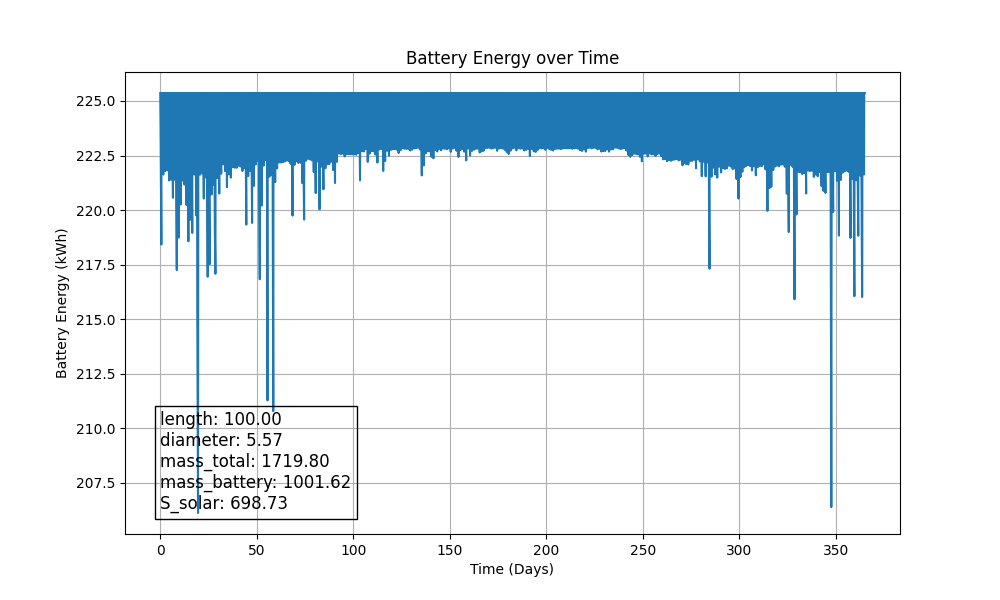 Battery Energy over Time
Battery Energy (kWh)
225.0
222.5
220.0
217.5
215.0
212.5
210.0
207.5
length: 100.00
diameter: 5.57
mass_total: 1719.80
mass_battery: 1001.62
S_solar: 698.73
0 50 100 150 200 250 300 350
Time (Days)